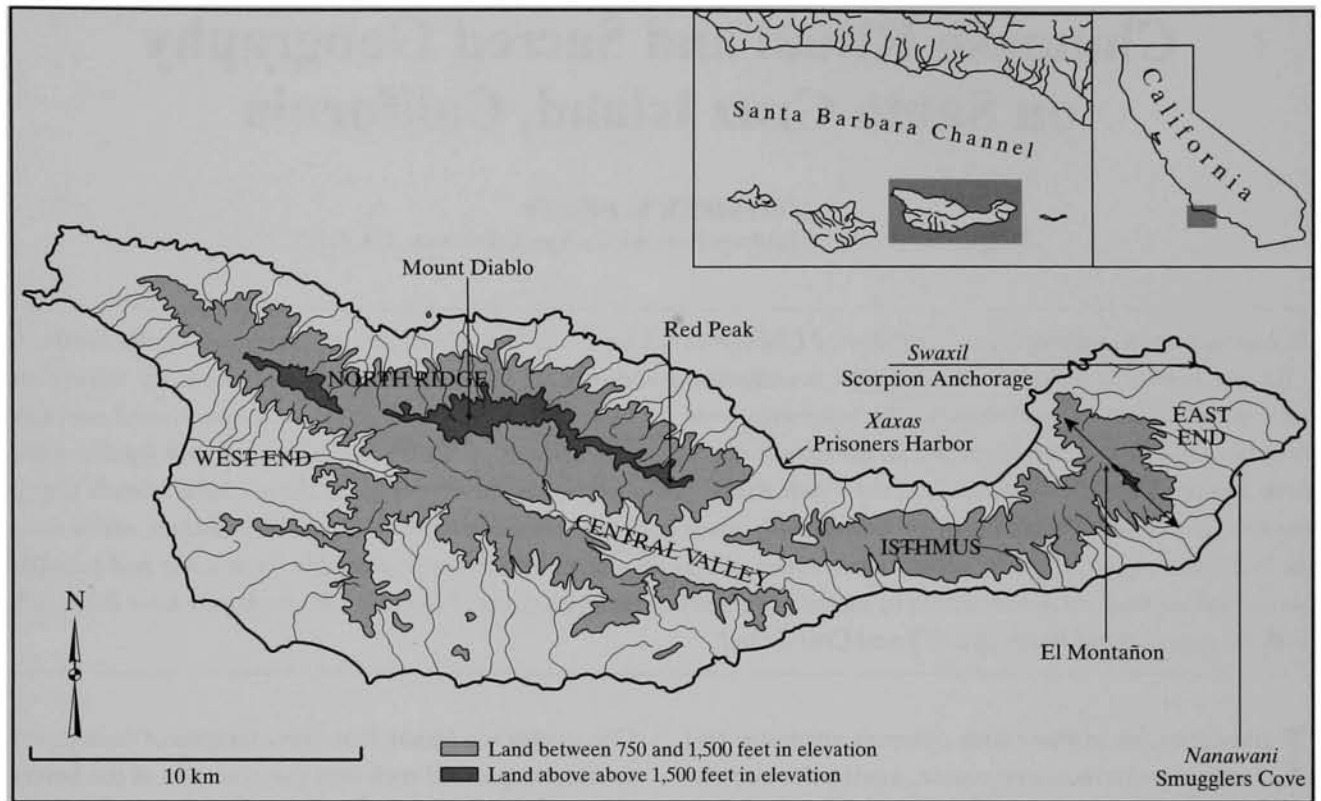 Santa Barbara Channel
California
Mount Diablo
Red Peak
Swaxil
Scorpion Anchorage
NORTH RIDGE
Xaxas
Prisoners Harbor
EAST
END
WEST END
CENTRAL VALLEY
ISTHMUS
N
El Montañon
Land between 750 and 1,500 feet in elevation
10 km
Land above above 1,500 feet in elevation
Nanawani
Smugglers Cove